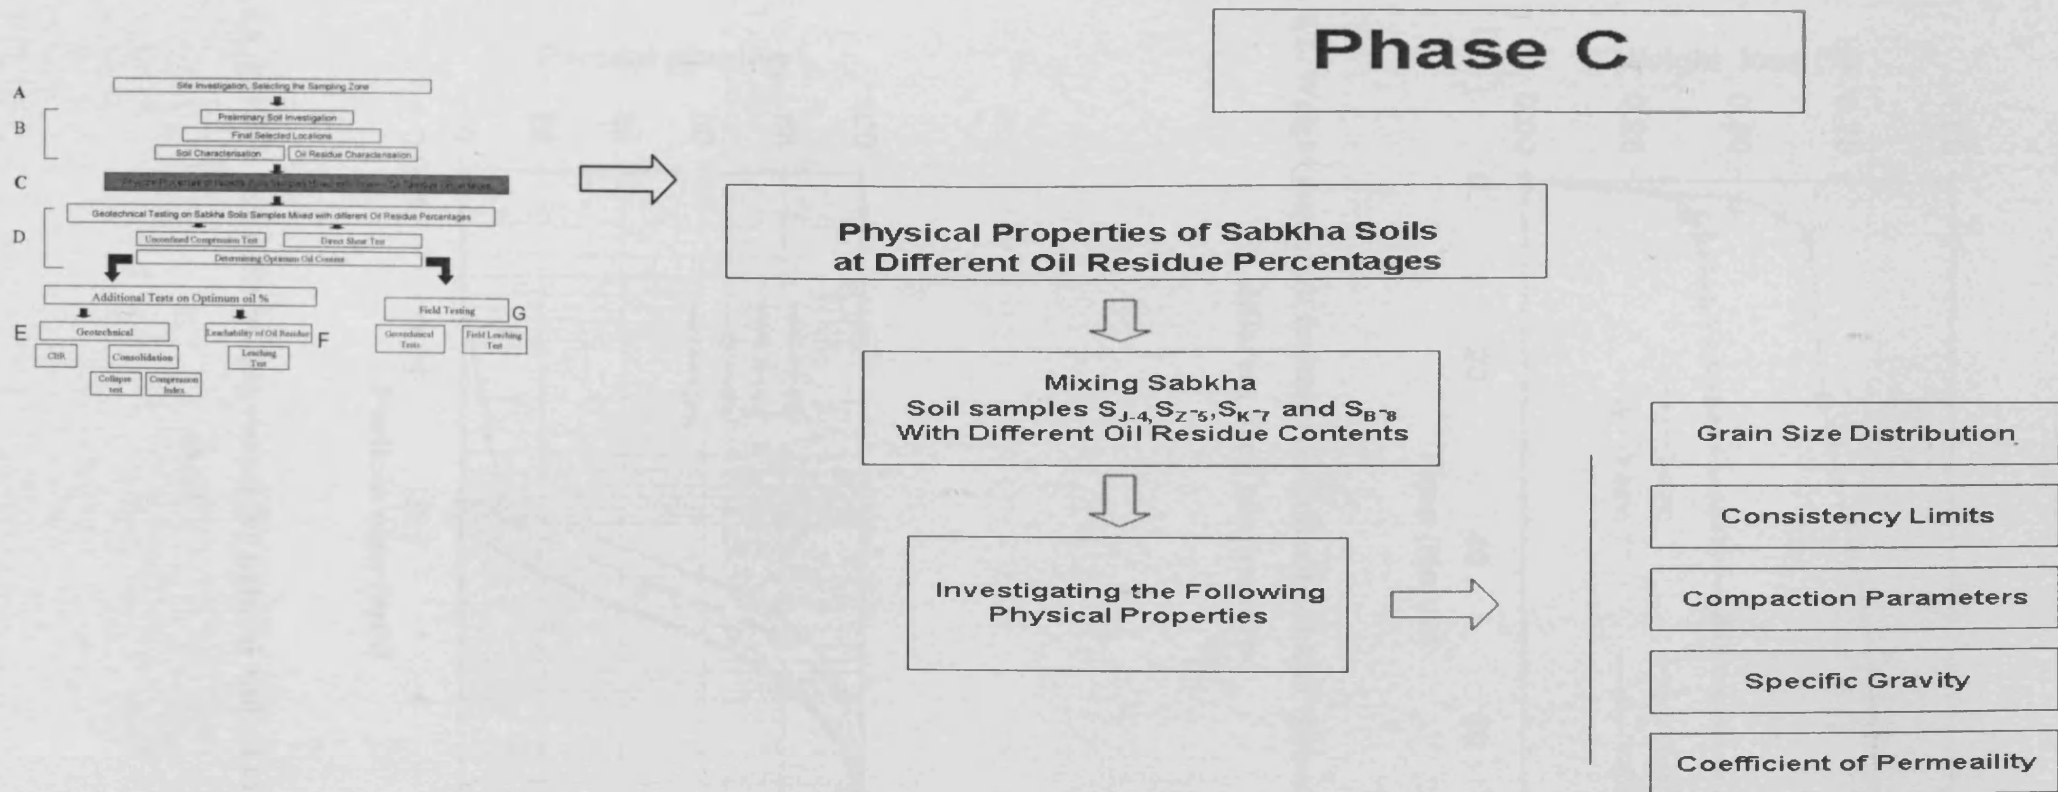 Phase C
A
Site Investigation, Selecting the Sampling Zone
B
Preliminary Soil Investigation
Final Selected Locations
Soil Characterisation
Oil Residue Characterisation
C
D
Geotechnical Testing on Sabkha Soils Samples Mixed with different Oil Residue Percentages
Unconfined Compression Test
Direct Shear Test
Determining Optimum Oil Content
Additional Tests on Optimum oil %
Field Testing
G
E
Geotechnical
Leachability of Oil Residue
F
Geotechnical
Tests
Field Leaching
Test
CBR
Consolidation
Leaching
Test
Collapse
test
Compression
Index
Physical Properties of Sabkha Soils
at Different Oil Residue Percentages
Mixing Sabkha
Soil samples S J-4, S Z-5, S K-7 and S B-8
With Different Oil Residue Contents
Investigating the Following
Physical Properties
Grain Size Distribution
Consistency Limits
Compaction Parameters
Specific Gravity
Coefficient of Permeaility